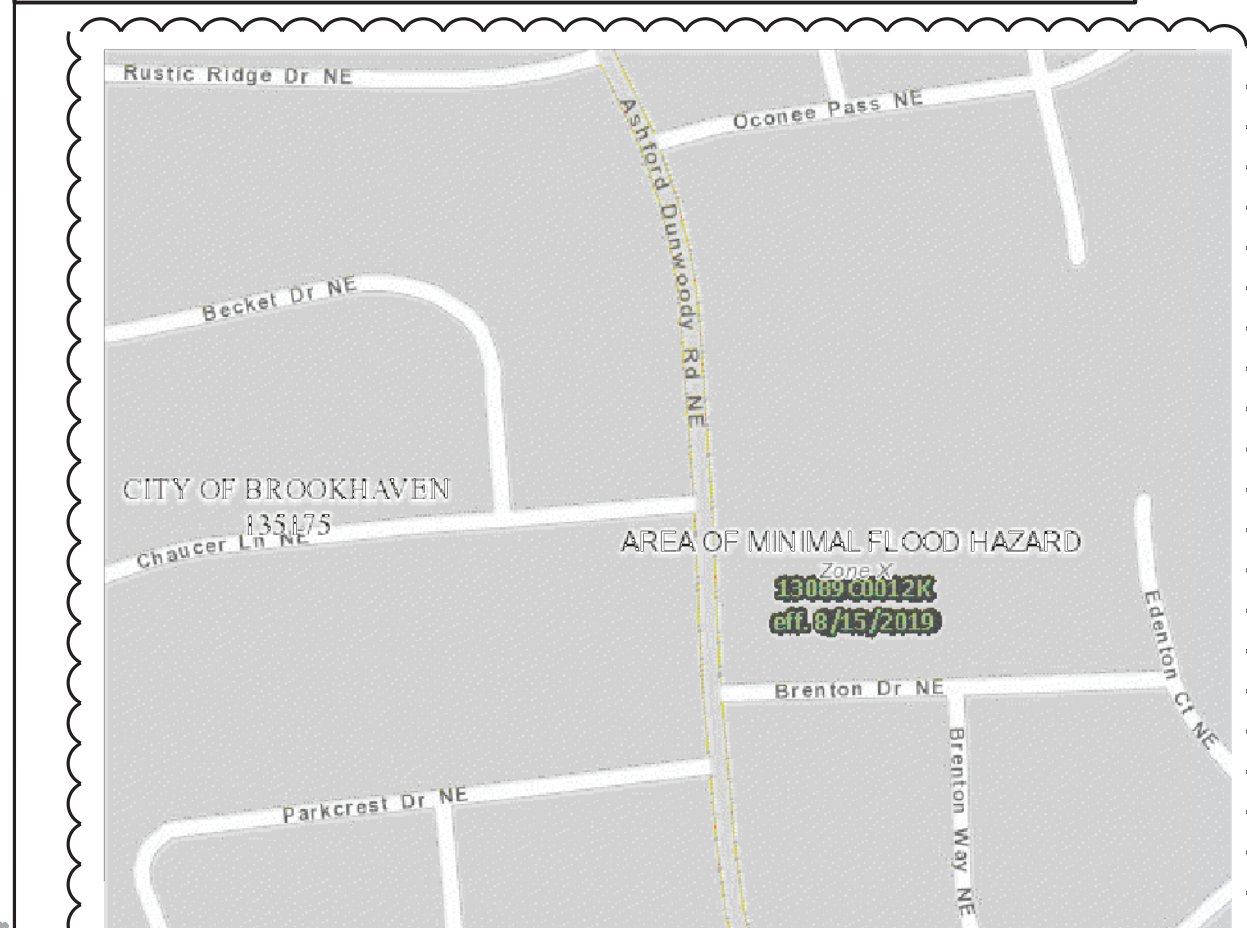 Rustic Ridge Dr NE
Oconee Pass NE
Ashford Dunwoody Rd NE
Becket Dr NE
CITY OF BROOKHAVEN
135175
Chaucer Ln NE
AREA OF MINIMAL FLOOD HAZARD
Zone X
13089C0012K
eff. 8/15/2019
Edenton Ct NE
Brenton Dr NE
Brenton Way NE
Parkcrest Dr NE